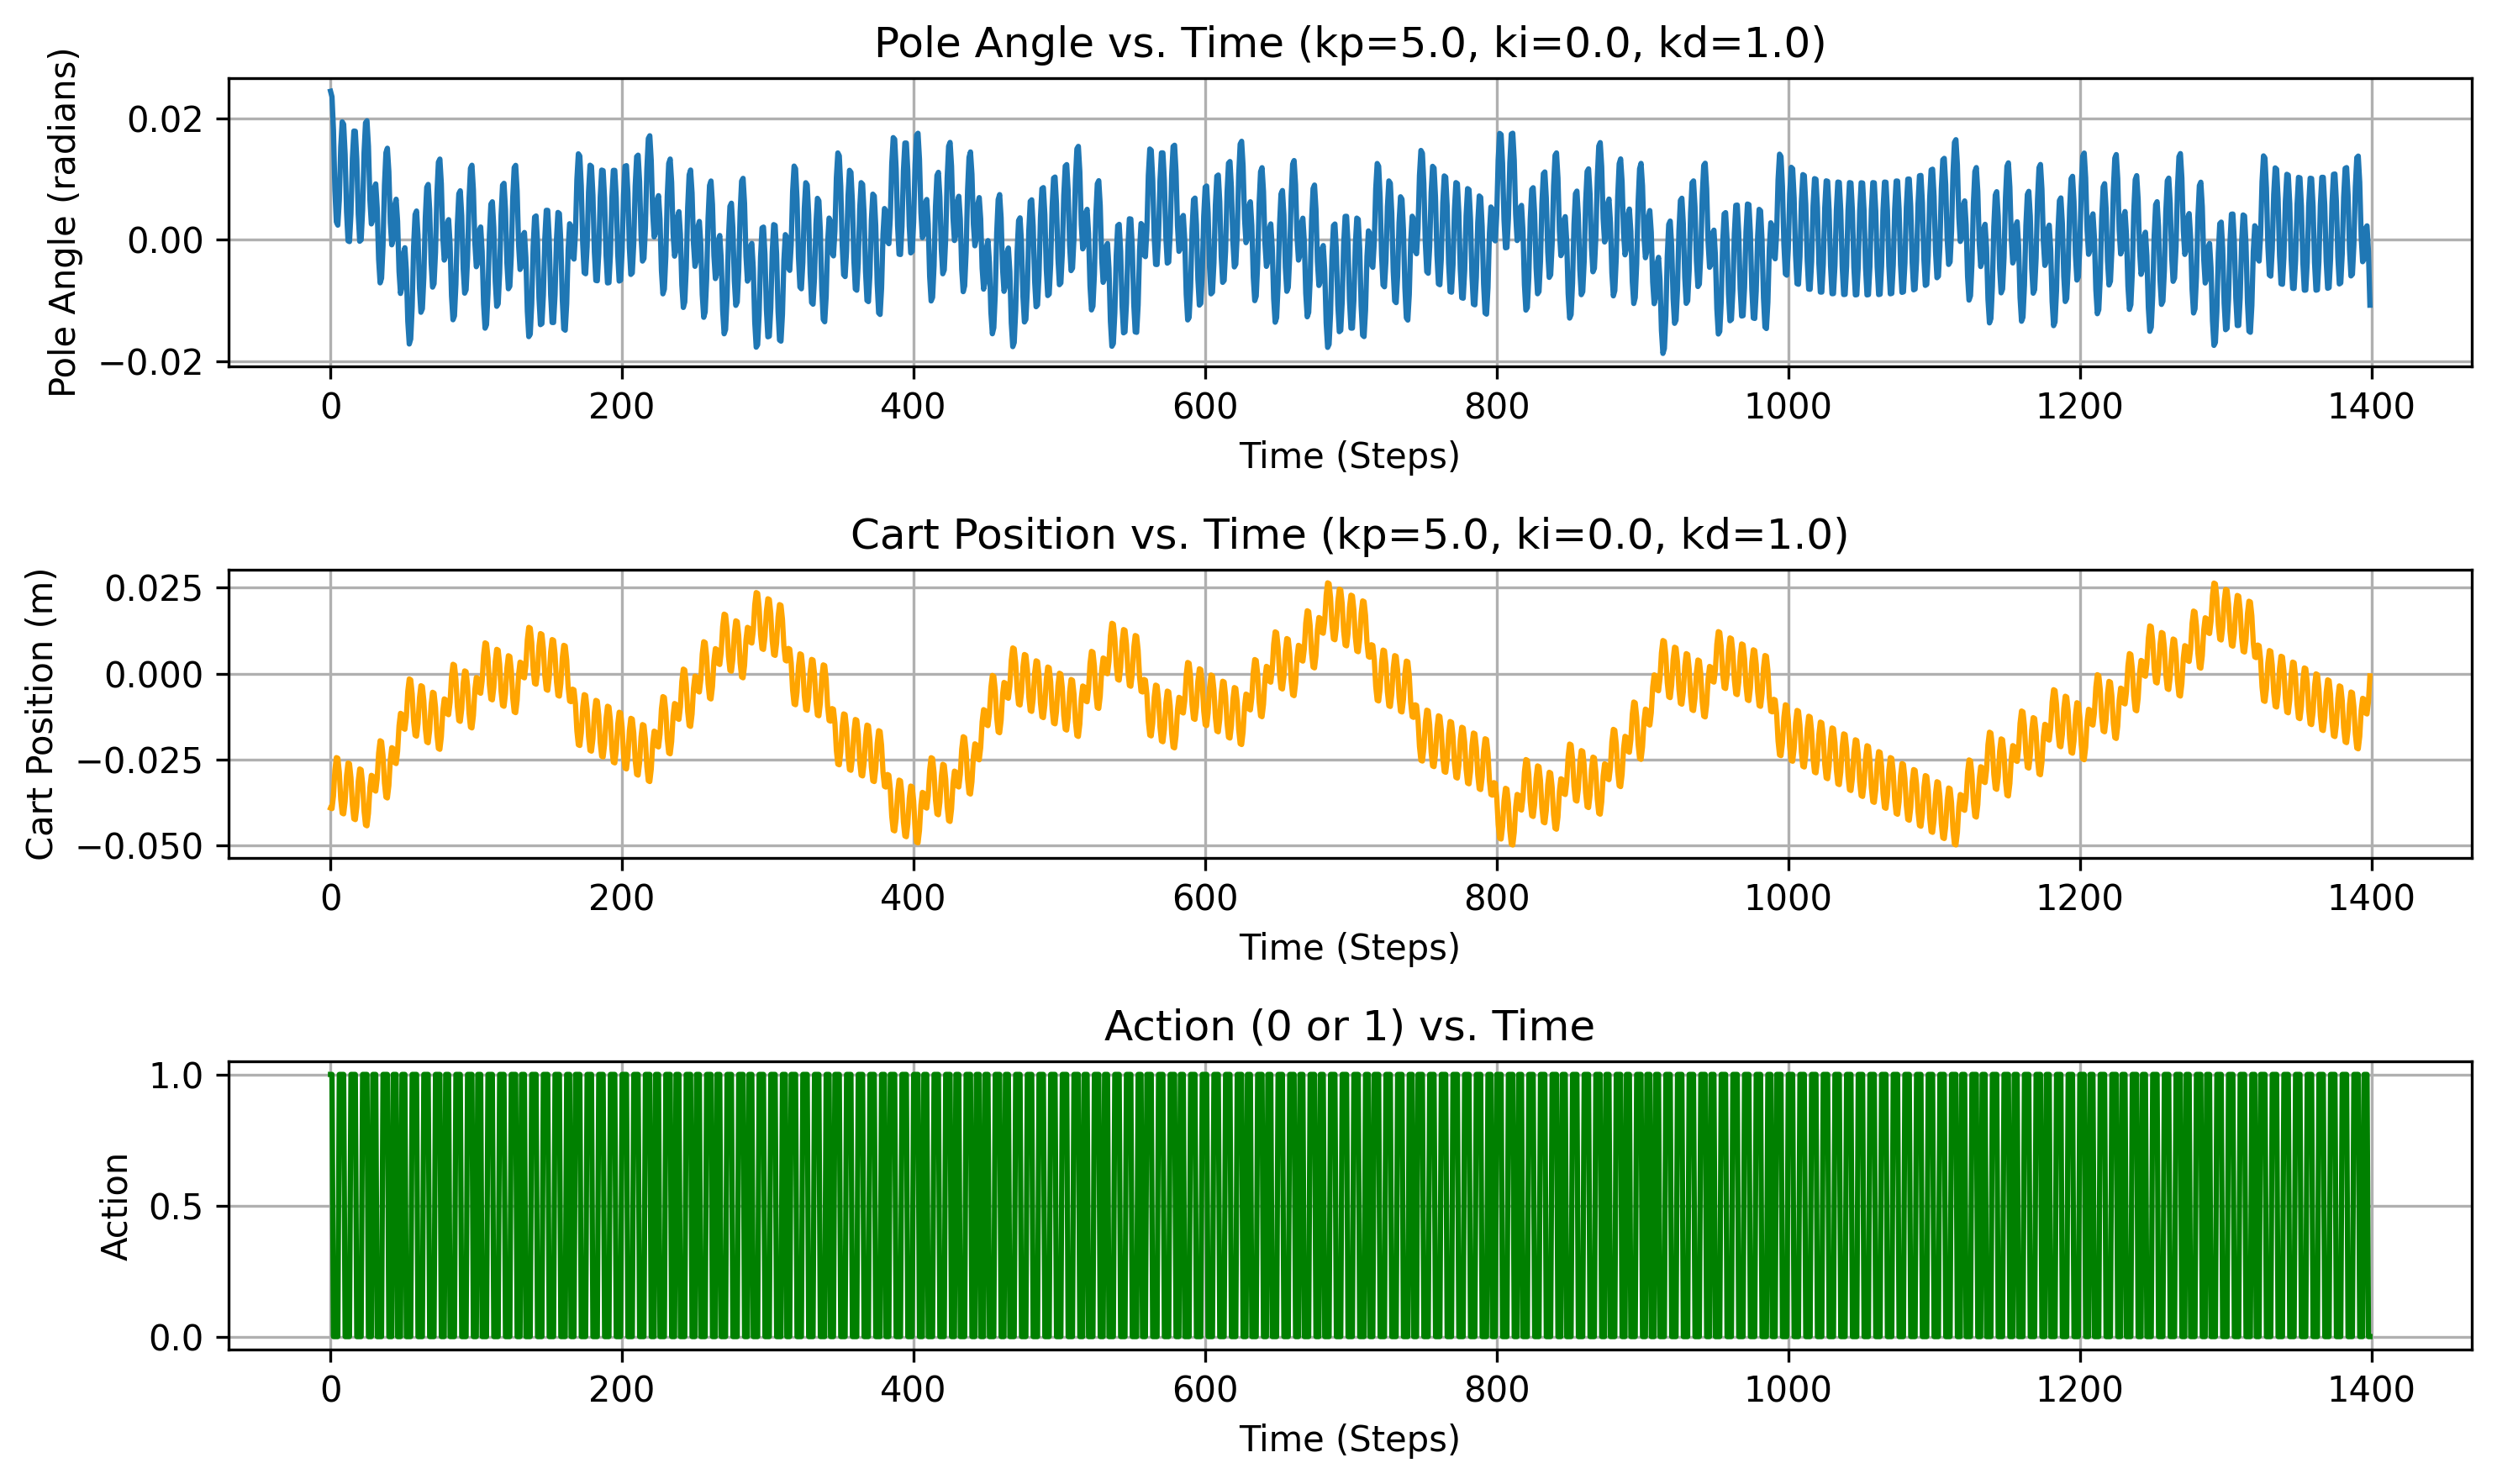 Pole Angle vs. Time (kp=5.0, ki=0.0, kd=1.0)
Pole Angle (radians)
0.02
0.00
−0.02
0 200 400 600 800 1000 1200 1400
Time (Steps)
Cart Position vs. Time (kp=5.0, ki=0.0, kd=1.0)
Cart Position (m)
0.025
0.000
−0.025
−0.050
0 200 400 600 800 1000 1200 1400
Time (Steps)
Action (0 or 1) vs. Time
Action
1.0
0.5
0.0
0 200 400 600 800 1000 1200 1400
Time (Steps)